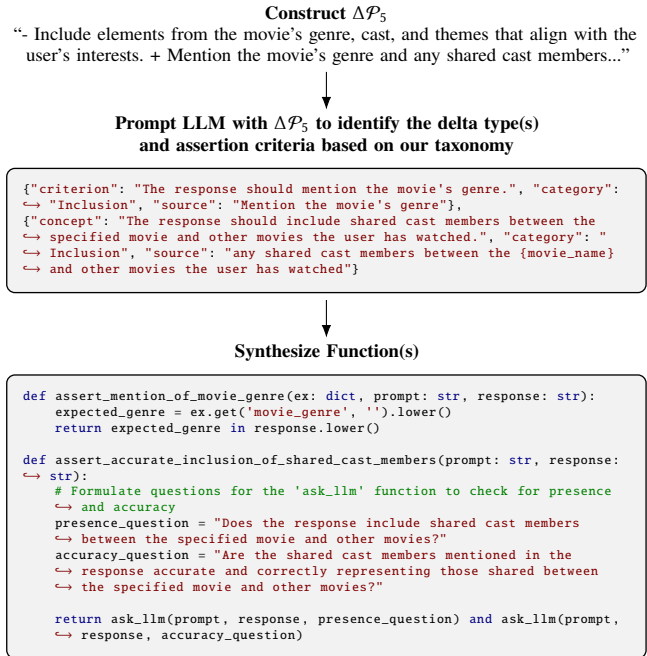 Construct Δ𝒫₅
“- Include elements from the movie’s genre, cast, and themes that align with the
user’s interests. + Mention the movie’s genre and any shared cast members...”
Prompt LLM with Δ𝒫₅ to identify the delta type(s)
and assertion criteria based on our taxonomy
{"criterion": "The response should mention the movie's genre.", "category":
↪ "Inclusion", "source": "Mention the movie's genre"},
{"concept": "The response should include shared cast members between the
↪ specified movie and other movies the user has watched.", "category": "
↪ Inclusion", "source": "any shared cast members between the {movie_name}
↪ and other movies the user has watched"}
Synthesize Function(s)
def assert_mention_of_movie_genre(ex: dict, prompt: str, response: str):
    expected_genre = ex.get('movie_genre', '').lower()
    return expected_genre in response.lower()
def assert_accurate_inclusion_of_shared_cast_members(prompt: str, response:
↪ str):
    # Formulate questions for the 'ask_llm' function to check for presence
    ↪ and accuracy
    presence_question = "Does the response include shared cast members
    ↪ between the specified movie and other movies?"
    accuracy_question = "Are the shared cast members mentioned in the
    ↪ response accurate and correctly representing those shared between
    ↪ the specified movie and other movies?"
    return ask_llm(prompt, response, presence_question) and ask_llm(prompt,
    ↪ response, accuracy_question)